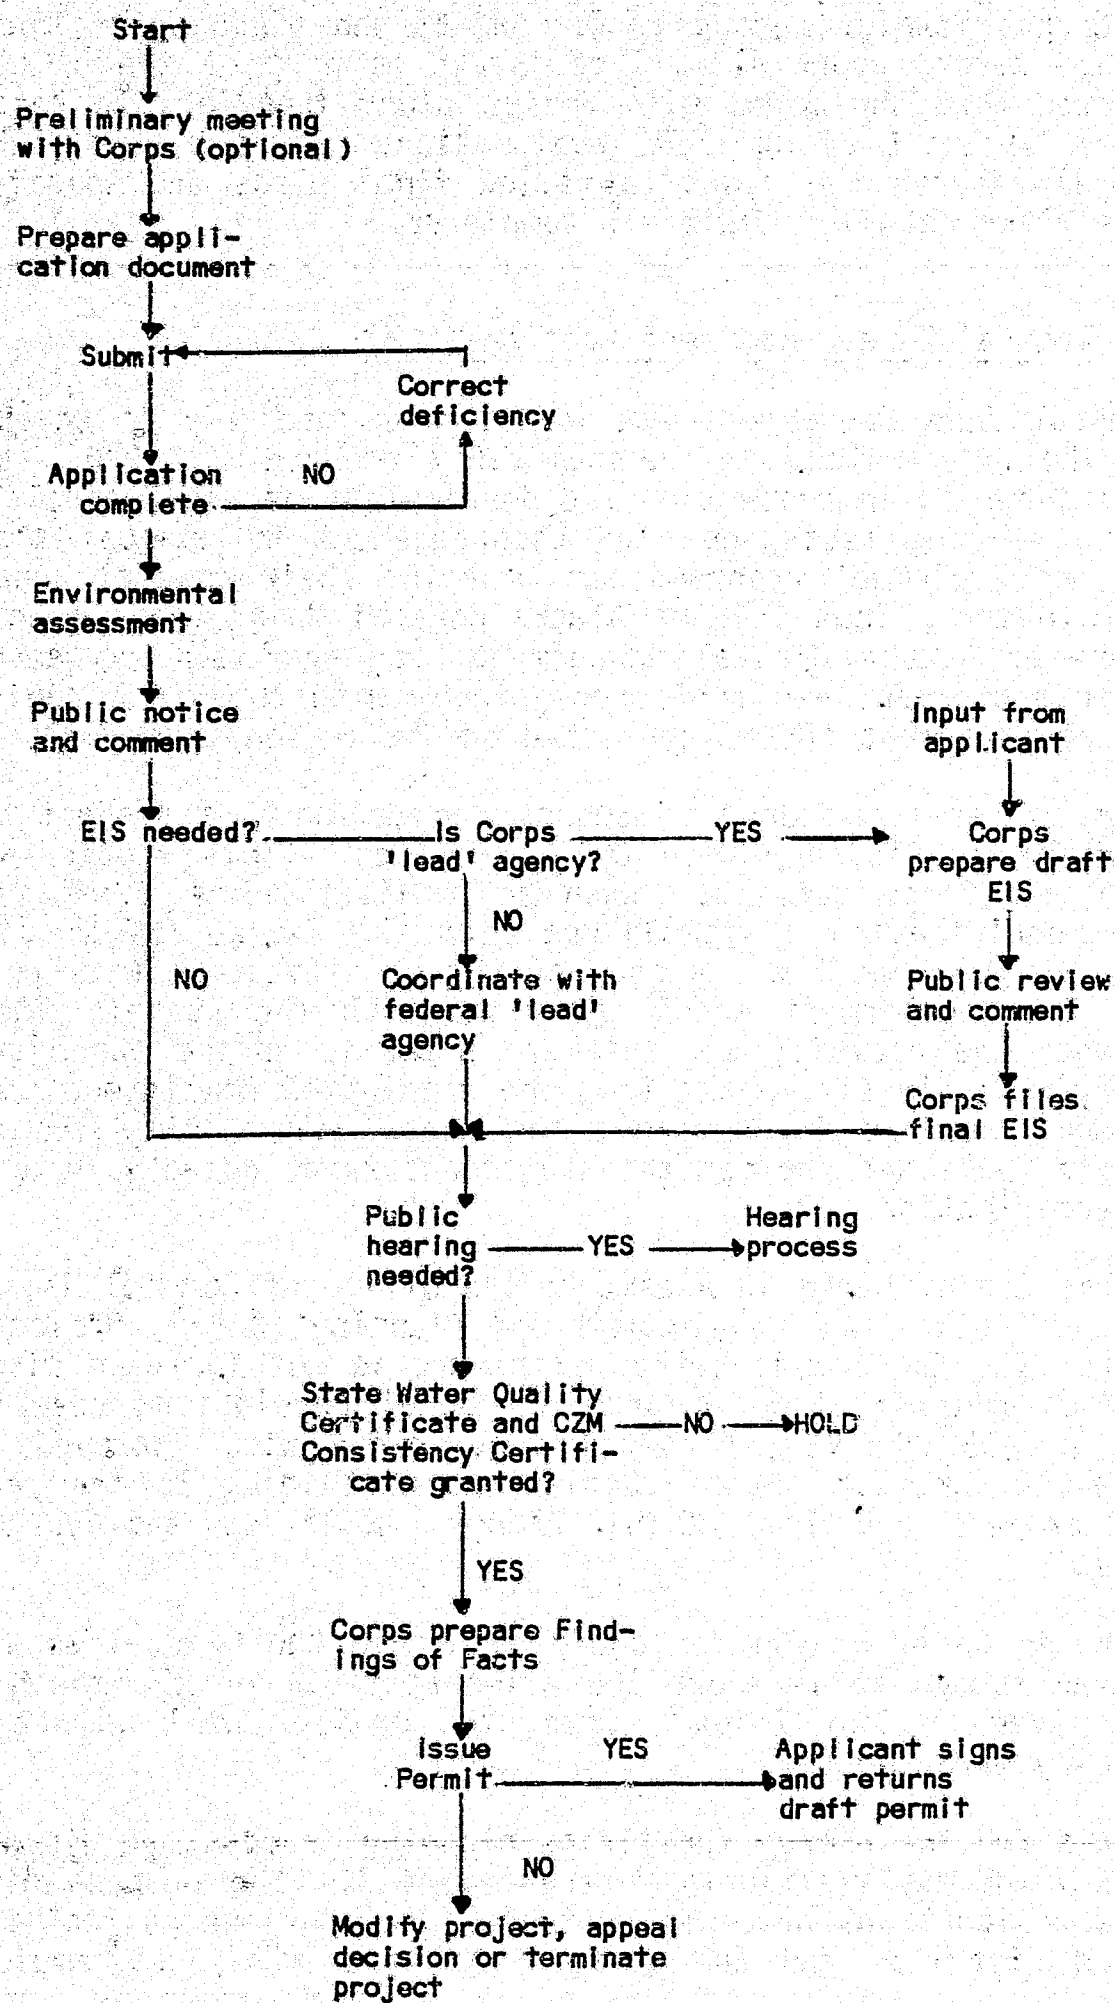 Start
Preliminary meeting
with Corps (optional)
Prepare appli-
cation document
Submit
Correct
deficiency
Application NO
complete
Environmental
assessment
Public notice
and comment
Input from
applicant
EIS needed?
Is Corps
'lead' agency?
YES
Corps
prepare draft
EIS
NO
NO
Coordinate with
federal 'lead'
agency
Public review
and comment
Corps files
final EIS
Public
hearing
needed?
YES
Hearing
process
State Water Quality
Certificate and CZM
Consistency Certifi-
cate granted?
NO
HOLD
YES
Corps prepare Find-
ings of Facts
Issue
Permit
YES
Applicant signs
and returns
draft permit
NO
Modify project, appeal
decision or terminate
project